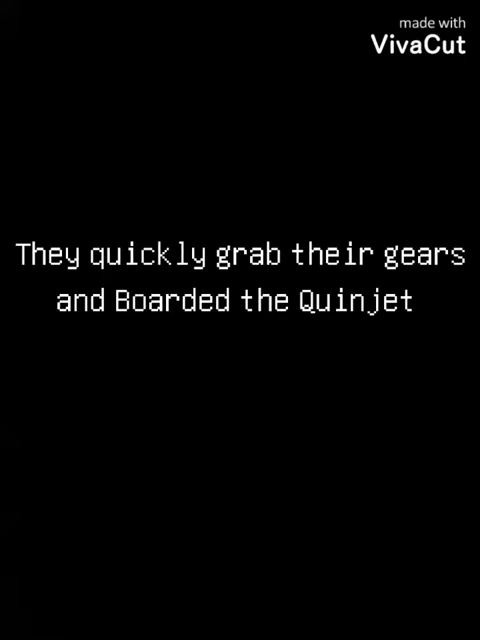 made with
VivaCut
They quickly grab their gears
and Boarded the Quinjet